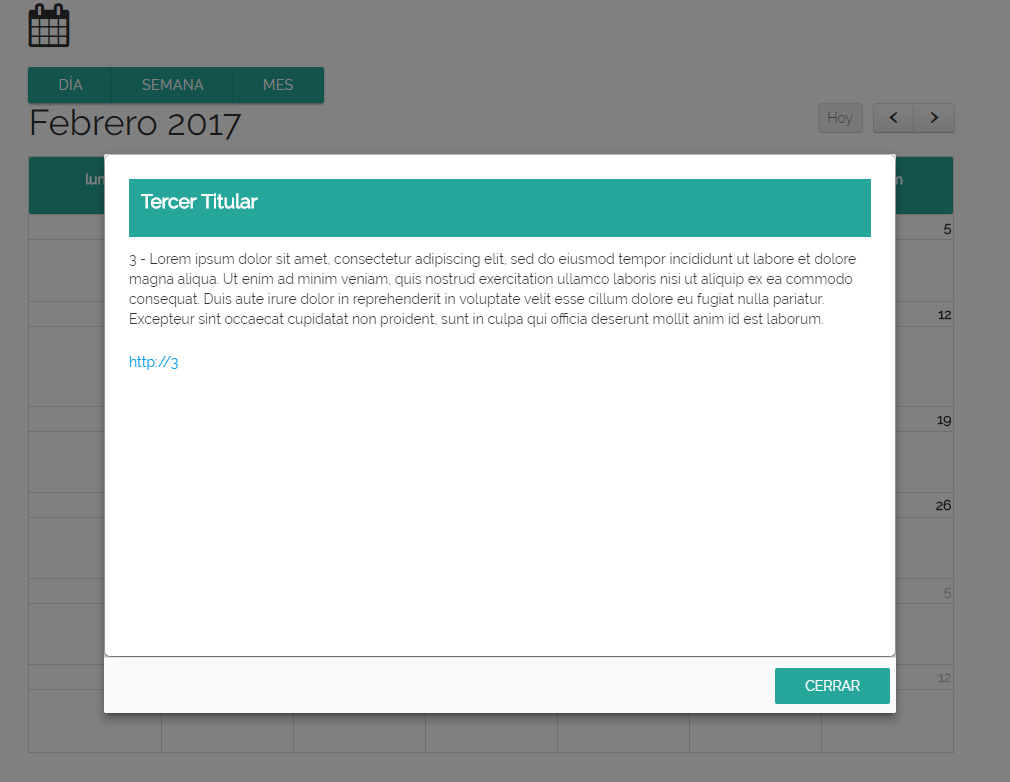 DÍA SEMANA MES
Febrero 2017
Hoy
Tercer Titular
5
3 - Lorem ipsum dolor sit amet, consectetur adipiscing elit, sed do eiusmod tempor incididunt ut labore et dolore
magna aliqua. Ut enim ad minim veniam, quis nostrud exercitation ullamco laboris nisi ut aliquip ex ea commodo
consequat. Duis aute irure dolor in reprehenderit in voluptate velit esse cillum dolore eu fugiat nulla pariatur.
Excepteur sint occaecat cupidatat non proident, sunt in culpa qui officia deserunt mollit anim id est laborum.
12
http://3
19
26
5
12
CERRAR